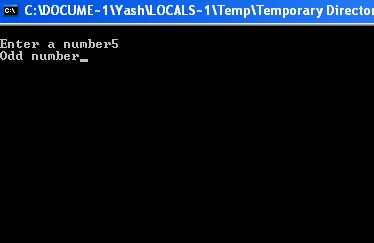 C:\DOCUME~1\Yash\LOCALS~1\Temp\Temporary Director
Enter a number5
Odd number_